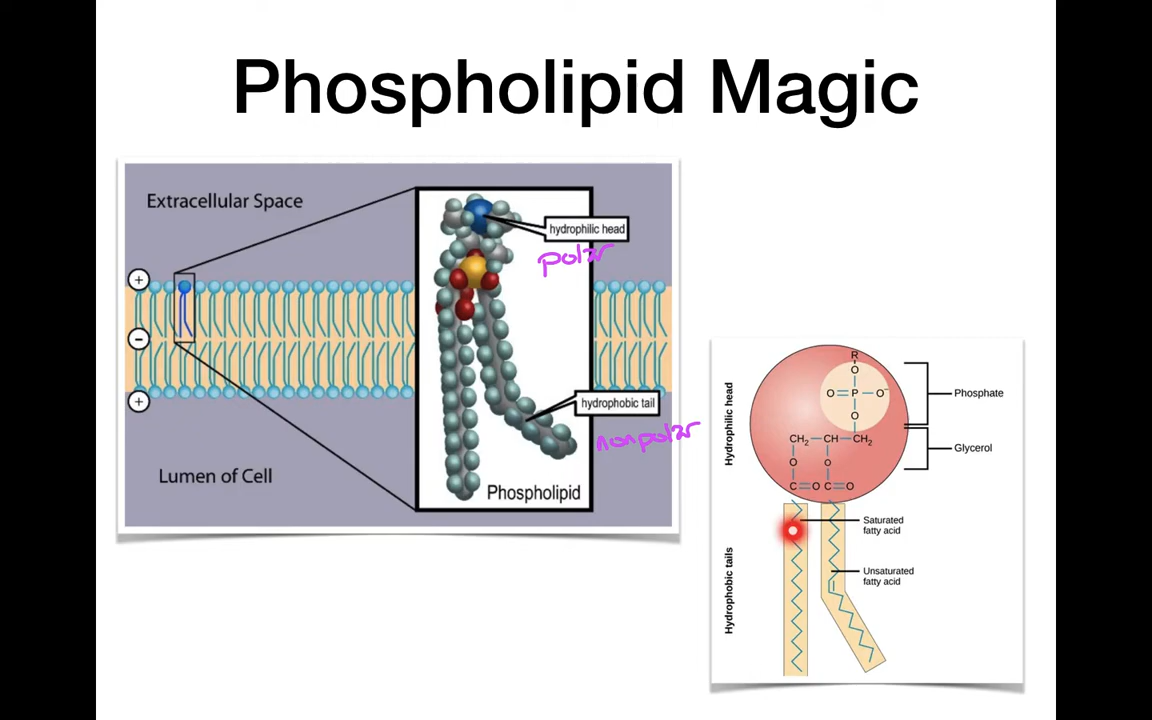 Phospholipid Magic
Extracellular Space
hydrophilic head
polar
+
-
+
hydrophobic tail
nonpolar
Lumen of Cell
Phospholipid
Hydrophilic head
R
O
O=P—O⁻
O
CH₂—CH—CH₂
O O
C=O C=O
Phosphate
Glycerol
Hydrophobic tails
Saturated
fatty acid
Unsaturated
fatty acid